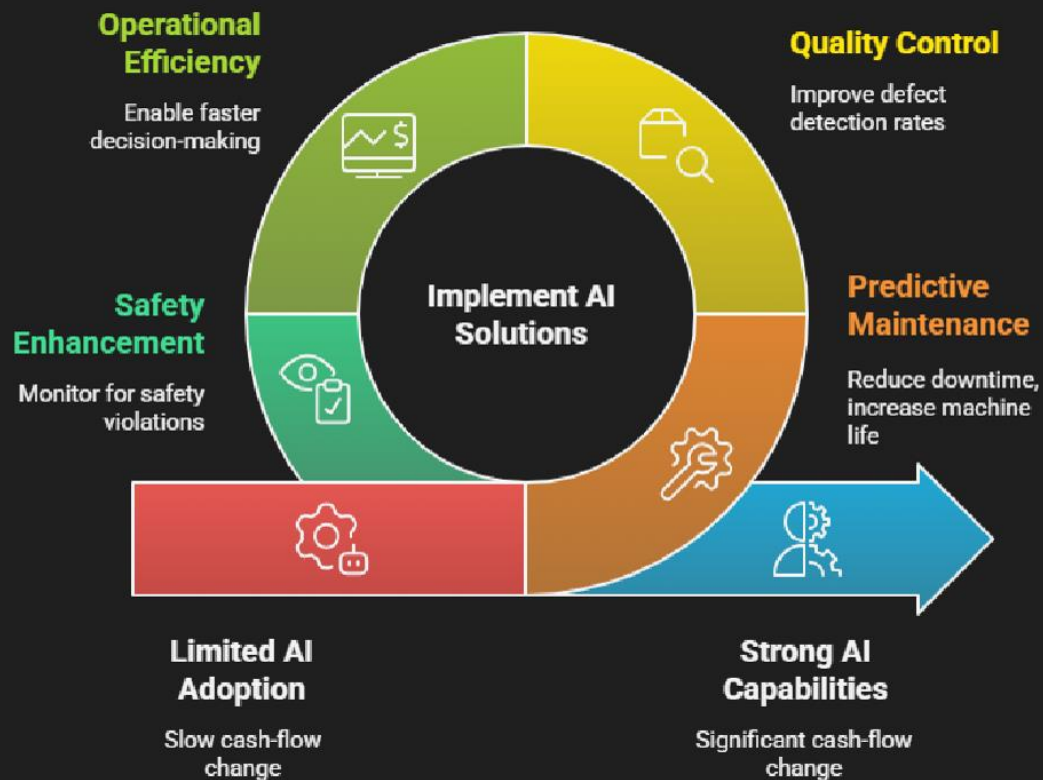 Operational
Efficiency
Enable faster
decision-making
Quality Control
Improve defect
detection rates
Safety
Enhancement
Monitor for safety
violations
Implement AI
Solutions
Predictive
Maintenance
Reduce downtime,
increase machine
life
Limited AI
Adoption
Slow cash-flow
change
Strong AI
Capabilities
Significant cash-flow
change